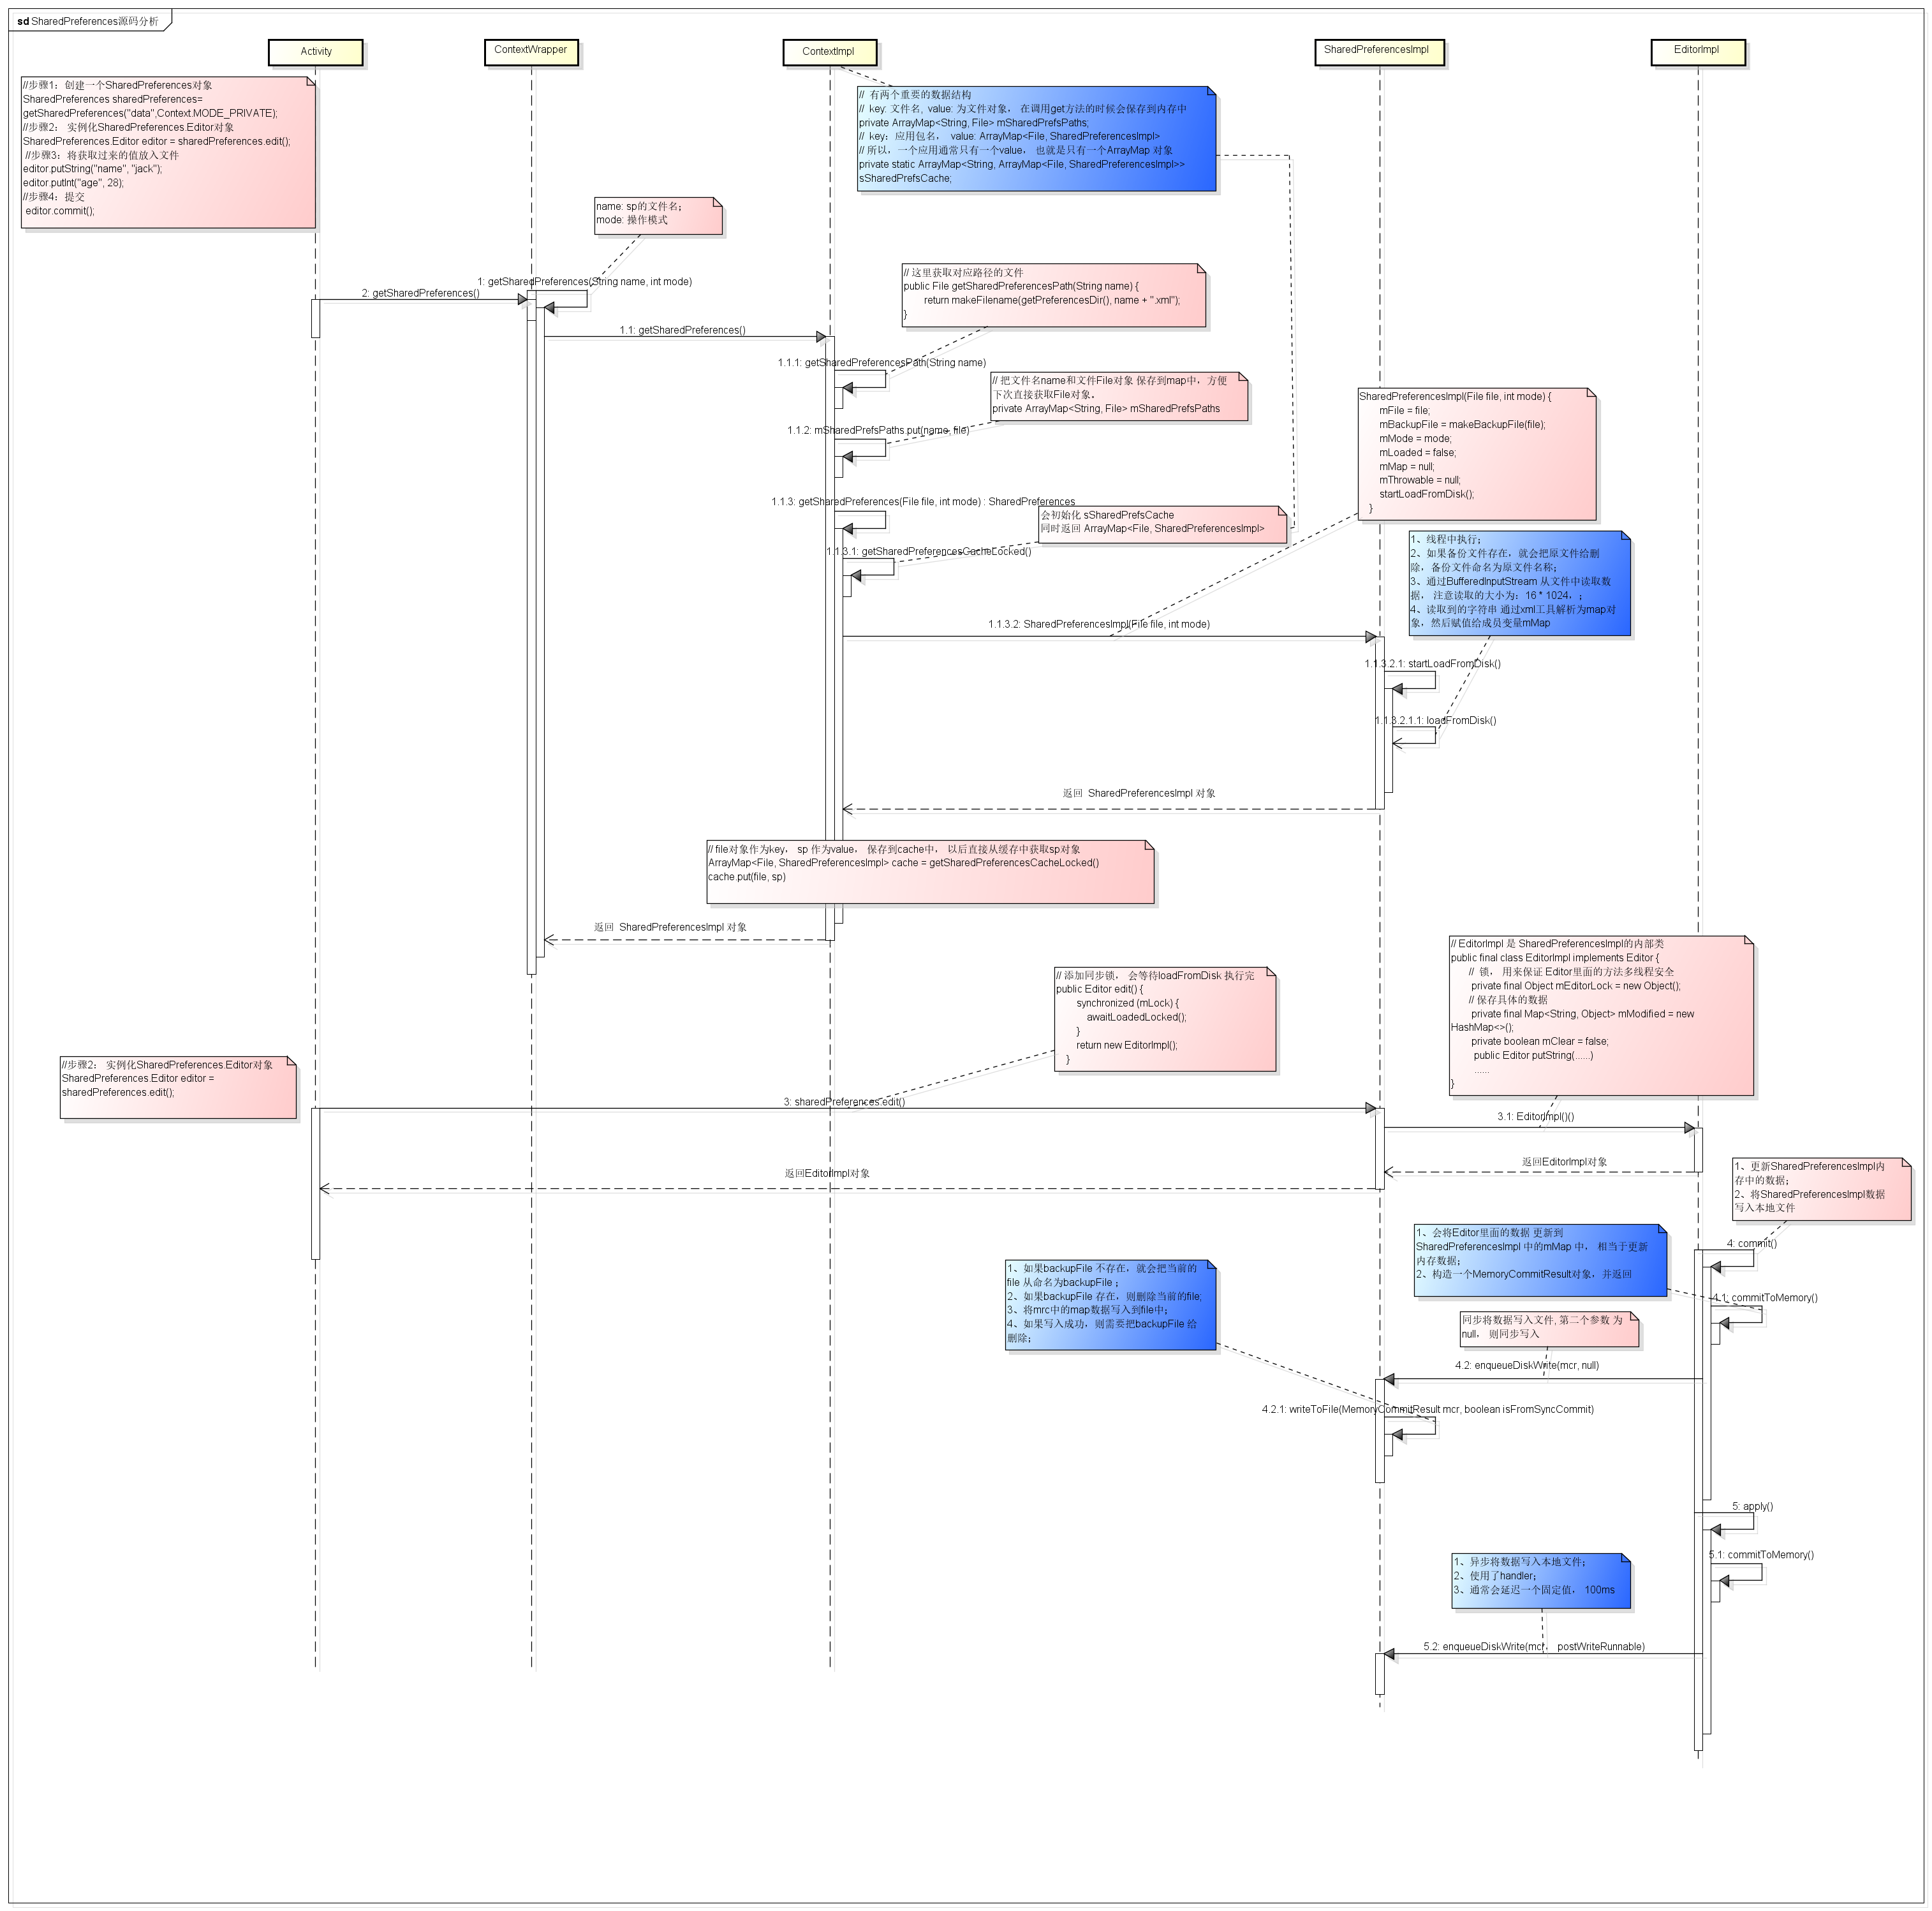 sd SharedPreferences源码分析
Activity
ContextWrapper
ContextImpl
SharedPreferencesImpl
EditorImpl
//步骤1：创建一个SharedPreferences对象
SharedPreferences sharedPreferences=
getSharedPreferences("data",Context.MODE_PRIVATE);
//步骤2： 实例化SharedPreferences.Editor对象
SharedPreferences.Editor editor = sharedPreferences.edit();
//步骤3：将获取过来的值放入文件
editor.putString("name", "jack");
editor.putInt("age", 28);
//步骤4：提交
editor.commit();
// 有两个重要的数据结构
// key: 文件名, value: 为文件对象， 在调用get方法的时候会保存到内存中
private ArrayMap<String, File> mSharedPrefsPaths;
// key：应用包名， value: ArrayMap<File, SharedPreferencesImpl>
// 所以，一个应用通常只有一个value， 也就是只有一个ArrayMap 对象
private static ArrayMap<String, ArrayMap<File, SharedPreferencesImpl>>
sSharedPrefsCache;
name: sp的文件名；
mode: 操作模式
1: getSharedPreferences(String name, int mode)
2: getSharedPreferences()
// 这里获取对应路径的文件
public File getSharedPreferencesPath(String name) {
return makeFilename(getPreferencesDir(), name + ".xml");
}
1.1: getSharedPreferences()
1.1.1: getSharedPreferencesPath(String name)
// 把文件名name和文件File对象 保存到map中，方便
下次直接获取File对象。
private ArrayMap<String, File> mSharedPrefsPaths
1.1.2: mSharedPrefsPaths.put(name, file)
SharedPreferencesImpl(File file, int mode) {
mFile = file;
mBackupFile = makeBackupFile(file);
mMode = mode;
mLoaded = false;
mMap = null;
mThrowable = null;
startLoadFromDisk();
}
1.1.3: getSharedPreferences(File file, int mode) : SharedPreferences
会初始化 sSharedPrefsCache
同时返回 ArrayMap<File, SharedPreferencesImpl>
1.1.3.1: getSharedPreferencesCacheLocked()
1、线程中执行；
2、如果备份文件存在，就会把原文件给删
除，备份文件命名为原文件名称；
3、通过BufferedInputStream 从文件中读取数
据， 注意读取的大小为：16 * 1024，；
4、读取到的字符串 通过xml工具解析为map对
象，然后赋值给成员变量mMap
1.1.3.2: SharedPreferencesImpl(File file, int mode)
1.1.3.2.1: startLoadFromDisk()
1.1.3.2.1.1: loadFromDisk()
返回 SharedPreferencesImpl 对象
// file对象作为key， sp 作为value， 保存到cache中， 以后直接从缓存中获取sp对象
ArrayMap<File, SharedPreferencesImpl> cache = getSharedPreferencesCacheLocked()
cache.put(file, sp)
返回 SharedPreferencesImpl 对象
// EditorImpl 是 SharedPreferencesImpl的内部类
public final class EditorImpl implements Editor {
// 锁， 用来保证 Editor里面的方法多线程安全
private final Object mEditorLock = new Object();
// 保存具体的数据
private final Map<String, Object> mModified = new
HashMap<>();
private boolean mClear = false;
public Editor putString(......)
......
}
// 添加同步锁， 会等待loadFromDisk 执行完
public Editor edit() {
synchronized (mLock) {
awaitLoadedLocked();
}
return new EditorImpl();
}
//步骤2： 实例化SharedPreferences.Editor对象
SharedPreferences.Editor editor =
sharedPreferences.edit();
3: sharedPreferences.edit()
3.1: EditorImpl()()
返回EditorImpl对象
返回EditorImpl对象
1、更新SharedPreferencesImpl内
存中的数据；
2、将SharedPreferencesImpl数据
写入本地文件
4: commit()
1、会将Editor里面的数据 更新到
SharedPreferencesImpl 中的mMap 中， 相当于更新
内存数据；
2、构造一个MemoryCommitResult对象，并返回
4.1: commitToMemory()
1、如果backupFile 不存在，就会把当前的
file 从命名为backupFile ；
2、如果backupFile 存在，则删除当前的file;
3、将mrc中的map数据写入到file中；
4、如果写入成功，则需要把backupFile 给
删除；
同步将数据写入文件, 第二个参数 为
null， 则同步写入
4.2: enqueueDiskWrite(mcr, null)
4.2.1: writeToFile(MemoryCommitResult mcr, boolean isFromSyncCommit)
5: apply()
5.1: commitToMemory()
1、异步将数据写入本地文件；
2、使用了handler；
3、通常会延迟一个固定值， 100ms
5.2: enqueueDiskWrite(mcr， postWriteRunnable)